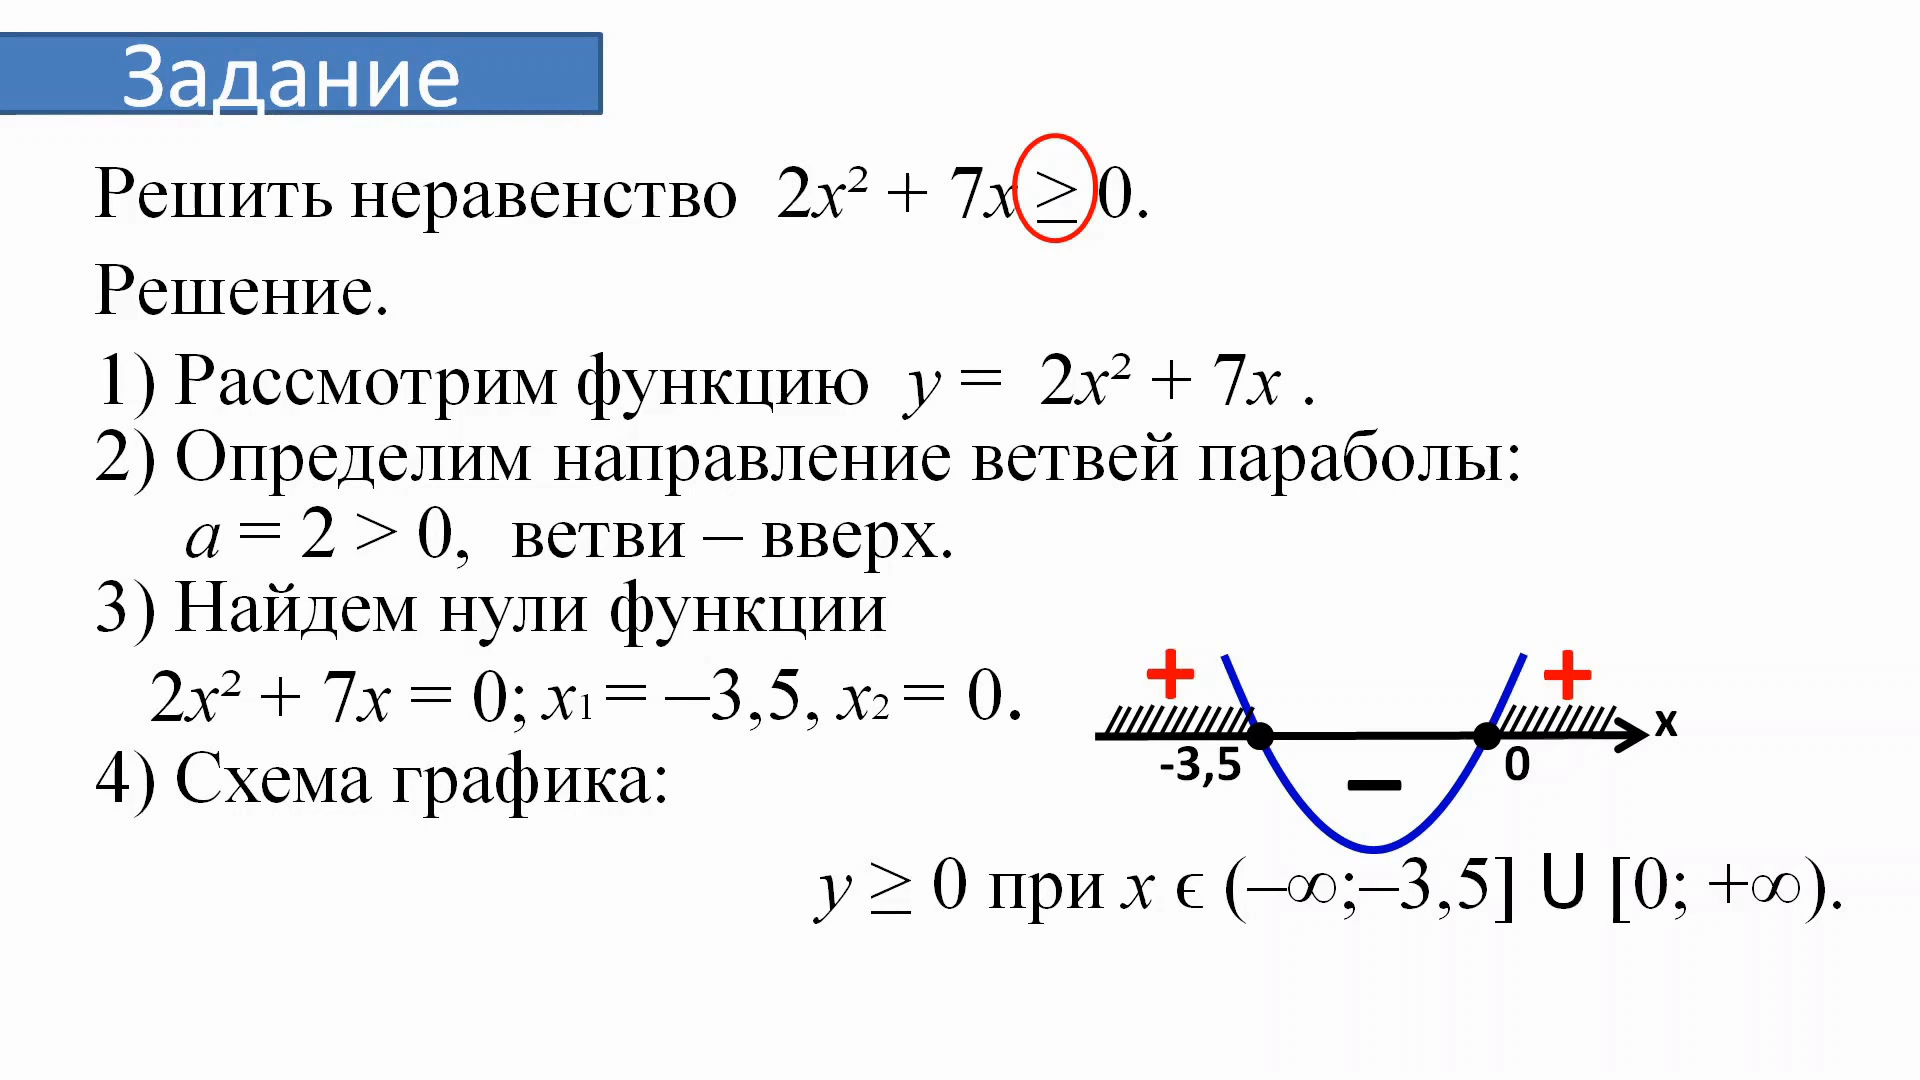 Задание
Решить неравенство 2x² + 7x ≥ 0.
Решение.
1) Рассмотрим функцию y = 2x² + 7x .
2) Определим направление ветвей параболы:
a = 2 > 0, ветви – вверх.
3) Найдем нули функции
2x² + 7x = 0; x₁ = –3,5, x₂ = 0.
4) Схема графика:
+ +
x
-3,5 0
–
y ≥ 0 при x ϵ (–∞;–3,5] U [0; +∞).